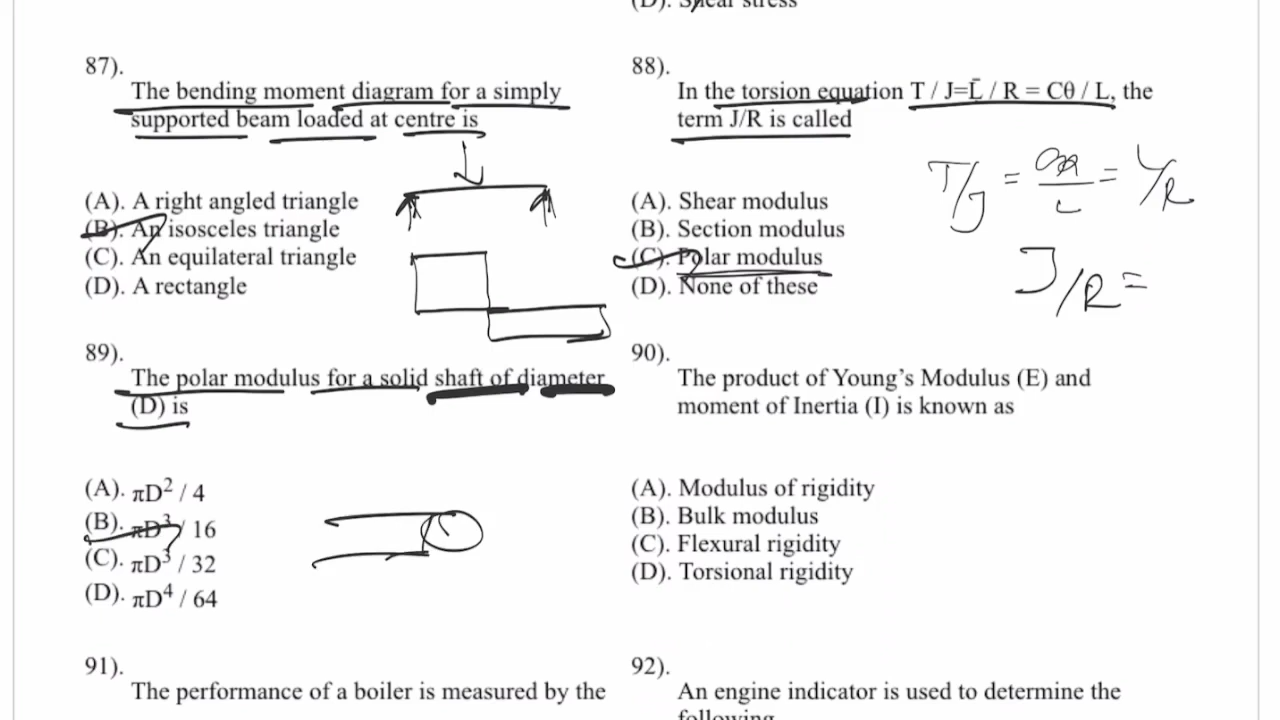 (D). Shear stress
87).
The bending moment diagram for a simply
supported beam loaded at centre is
(A). A right angled triangle
(B). An isosceles triangle
(C). An equilateral triangle
(D). A rectangle
88).
In the torsion equation T / J=L̄ / R = Cθ / L, the
term J/R is called
(A). Shear modulus
(B). Section modulus
(C). Polar modulus
(D). None of these
J/R =
89).
The polar modulus for a solid shaft of diameter
(D) is
(A). πD² / 4
(B). πD³ / 16
(C). πD³ / 32
(D). πD⁴ / 64
90).
The product of Young’s Modulus (E) and
moment of Inertia (I) is known as
(A). Modulus of rigidity
(B). Bulk modulus
(C). Flexural rigidity
(D). Torsional rigidity
91).
The performance of a boiler is measured by the
92).
An engine indicator is used to determine the
following